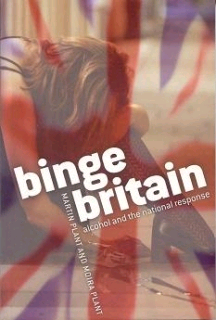 binge
britain
alcohol and the national response
MARTIN PLANT AND MOIRA PLANT